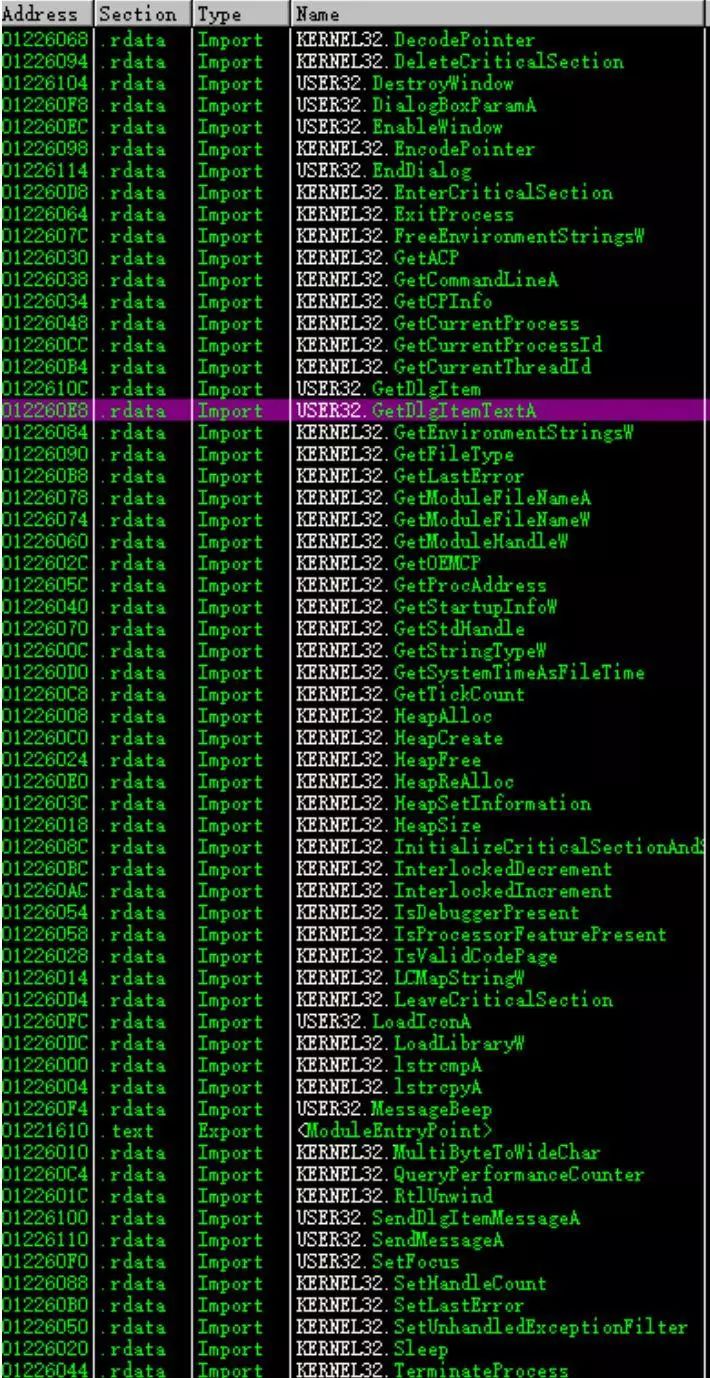 Address Section Type Name
01226068 .rdata Import KERNEL32.DecodePointer
01226094 .rdata Import KERNEL32.DeleteCriticalSection
01226104 .rdata Import USER32.DestroyWindow
012260F8 .rdata Import USER32.DialogBoxParamA
012260EC .rdata Import USER32.EnableWindow
01226098 .rdata Import KERNEL32.EncodePointer
01226114 .rdata Import USER32.EndDialog
012260D8 .rdata Import KERNEL32.EnterCriticalSection
01226064 .rdata Import KERNEL32.ExitProcess
0122607C .rdata Import KERNEL32.FreeEnvironmentStringsW
01226030 .rdata Import KERNEL32.GetACP
01226038 .rdata Import KERNEL32.GetCommandLineA
01226034 .rdata Import KERNEL32.GetCPInfo
01226048 .rdata Import KERNEL32.GetCurrentProcess
012260CC .rdata Import KERNEL32.GetCurrentProcessId
012260B4 .rdata Import KERNEL32.GetCurrentThreadId
0122610C .rdata Import USER32.GetDlgItem
012260E8 .rdata Import USER32.GetDlgItemTextA
01226084 .rdata Import KERNEL32.GetEnvironmentStringsW
01226090 .rdata Import KERNEL32.GetFileType
012260B8 .rdata Import KERNEL32.GetLastError
01226078 .rdata Import KERNEL32.GetModuleFileNameA
01226074 .rdata Import KERNEL32.GetModuleFileNameW
01226060 .rdata Import KERNEL32.GetModuleHandleW
0122602C .rdata Import KERNEL32.GetOEMCP
0122605C .rdata Import KERNEL32.GetProcAddress
01226040 .rdata Import KERNEL32.GetStartupInfoW
01226070 .rdata Import KERNEL32.GetStdHandle
0122600C .rdata Import KERNEL32.GetStringTypeW
012260D0 .rdata Import KERNEL32.GetSystemTimeAsFileTime
012260C8 .rdata Import KERNEL32.GetTickCount
01226008 .rdata Import KERNEL32.HeapAlloc
012260C0 .rdata Import KERNEL32.HeapCreate
01226024 .rdata Import KERNEL32.HeapFree
012260E0 .rdata Import KERNEL32.HeapReAlloc
0122603C .rdata Import KERNEL32.HeapSetInformation
01226018 .rdata Import KERNEL32.HeapSize
0122608C .rdata Import KERNEL32.InitializeCriticalSectionAndS
012260BC .rdata Import KERNEL32.InterlockedDecrement
012260AC .rdata Import KERNEL32.InterlockedIncrement
01226054 .rdata Import KERNEL32.IsDebuggerPresent
01226058 .rdata Import KERNEL32.IsProcessorFeaturePresent
01226028 .rdata Import KERNEL32.IsValidCodePage
01226014 .rdata Import KERNEL32.LCMapStringW
012260D4 .rdata Import KERNEL32.LeaveCriticalSection
012260FC .rdata Import USER32.LoadIconA
012260DC .rdata Import KERNEL32.LoadLibraryW
01226000 .rdata Import KERNEL32.lstrcmpA
01226004 .rdata Import KERNEL32.lstrcpyA
012260F4 .rdata Import USER32.MessageBeep
01221610 .text Export <ModuleEntryPoint>
01226010 .rdata Import KERNEL32.MultiByteToWideChar
012260C4 .rdata Import KERNEL32.QueryPerformanceCounter
0122601C .rdata Import KERNEL32.RtlUnwind
01226100 .rdata Import USER32.SendDlgItemMessageA
01226110 .rdata Import USER32.SendMessageA
012260F0 .rdata Import USER32.SetFocus
01226088 .rdata Import KERNEL32.SetHandleCount
012260B0 .rdata Import KERNEL32.SetLastError
01226050 .rdata Import KERNEL32.SetUnhandledExceptionFilter
01226020 .rdata Import KERNEL32.Sleep
01226044 .rdata Import KERNEL32.TerminateProcess